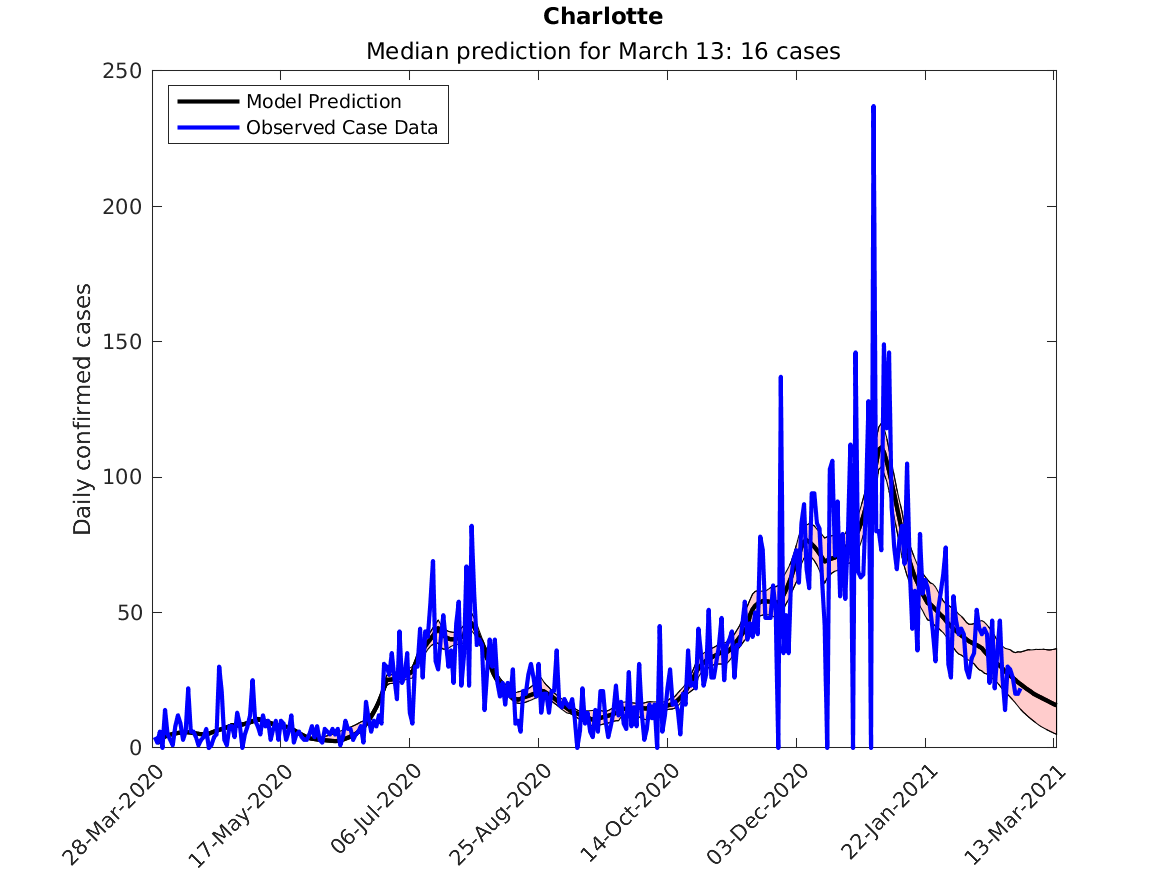 Charlotte
Median prediction for March 13: 16 cases
Model Prediction
Observed Case Data
Daily confirmed cases
250
200
150
100
50
0
28-Mar-2020
17-May-2020
06-Jul-2020
25-Aug-2020
14-Oct-2020
03-Dec-2020
22-Jan-2021
13-Mar-2021